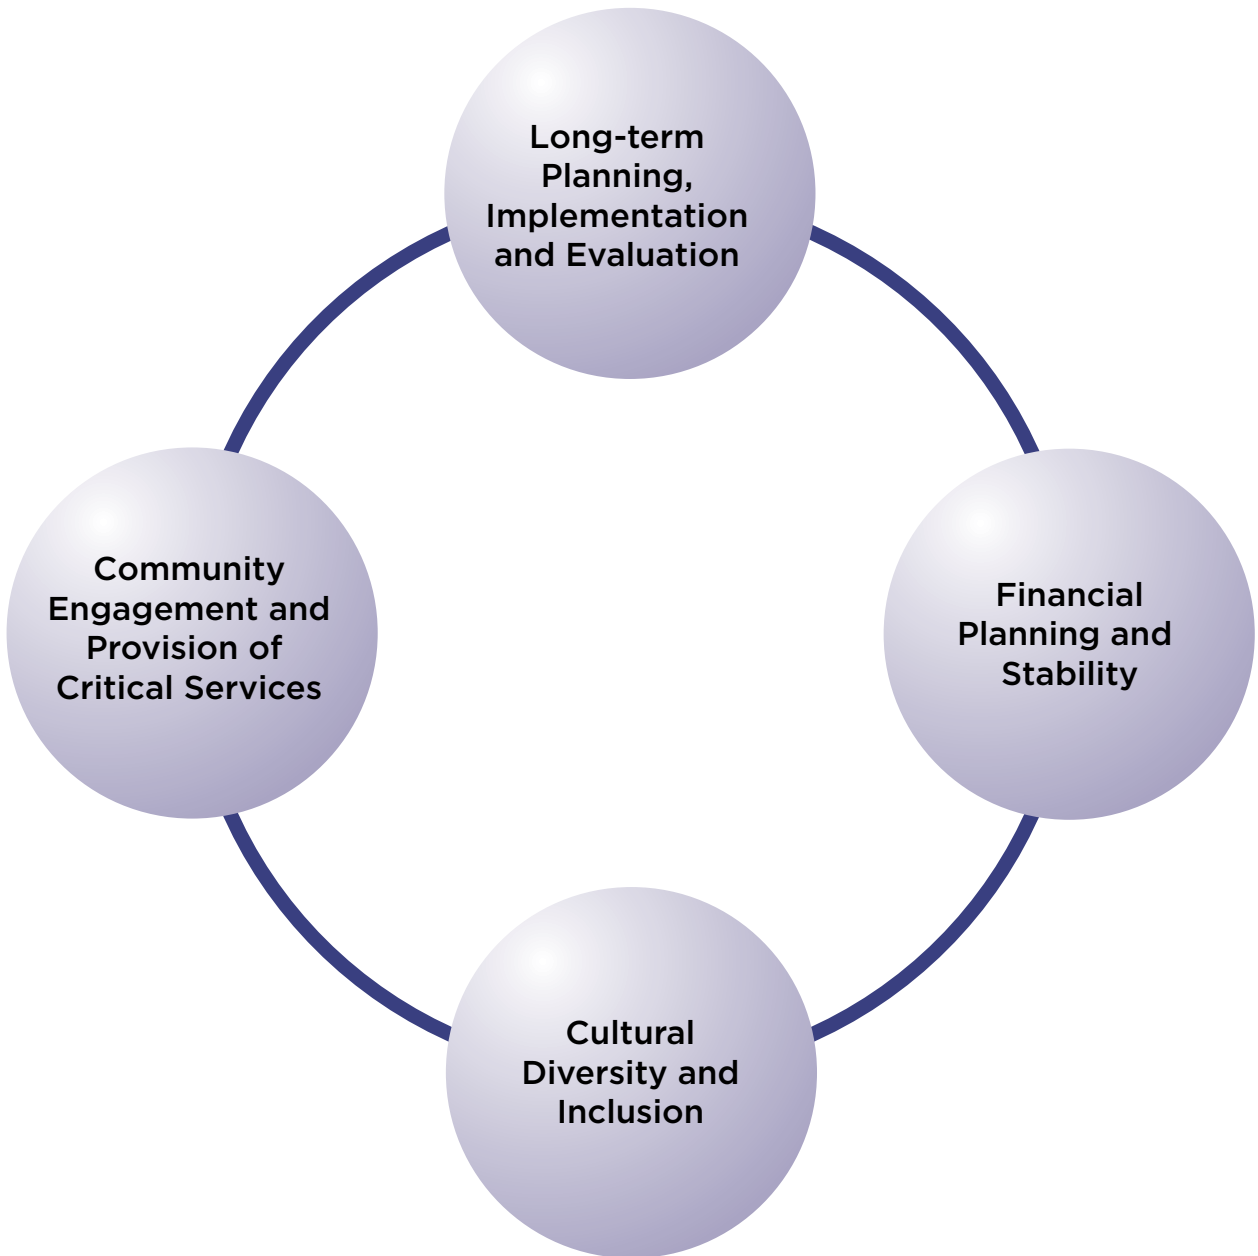 Long-term
Planning,
Implementation
and Evaluation
Community
Engagement and
Provision of
Critical Services
Financial
Planning and
Stability
Cultural
Diversity and
Inclusion